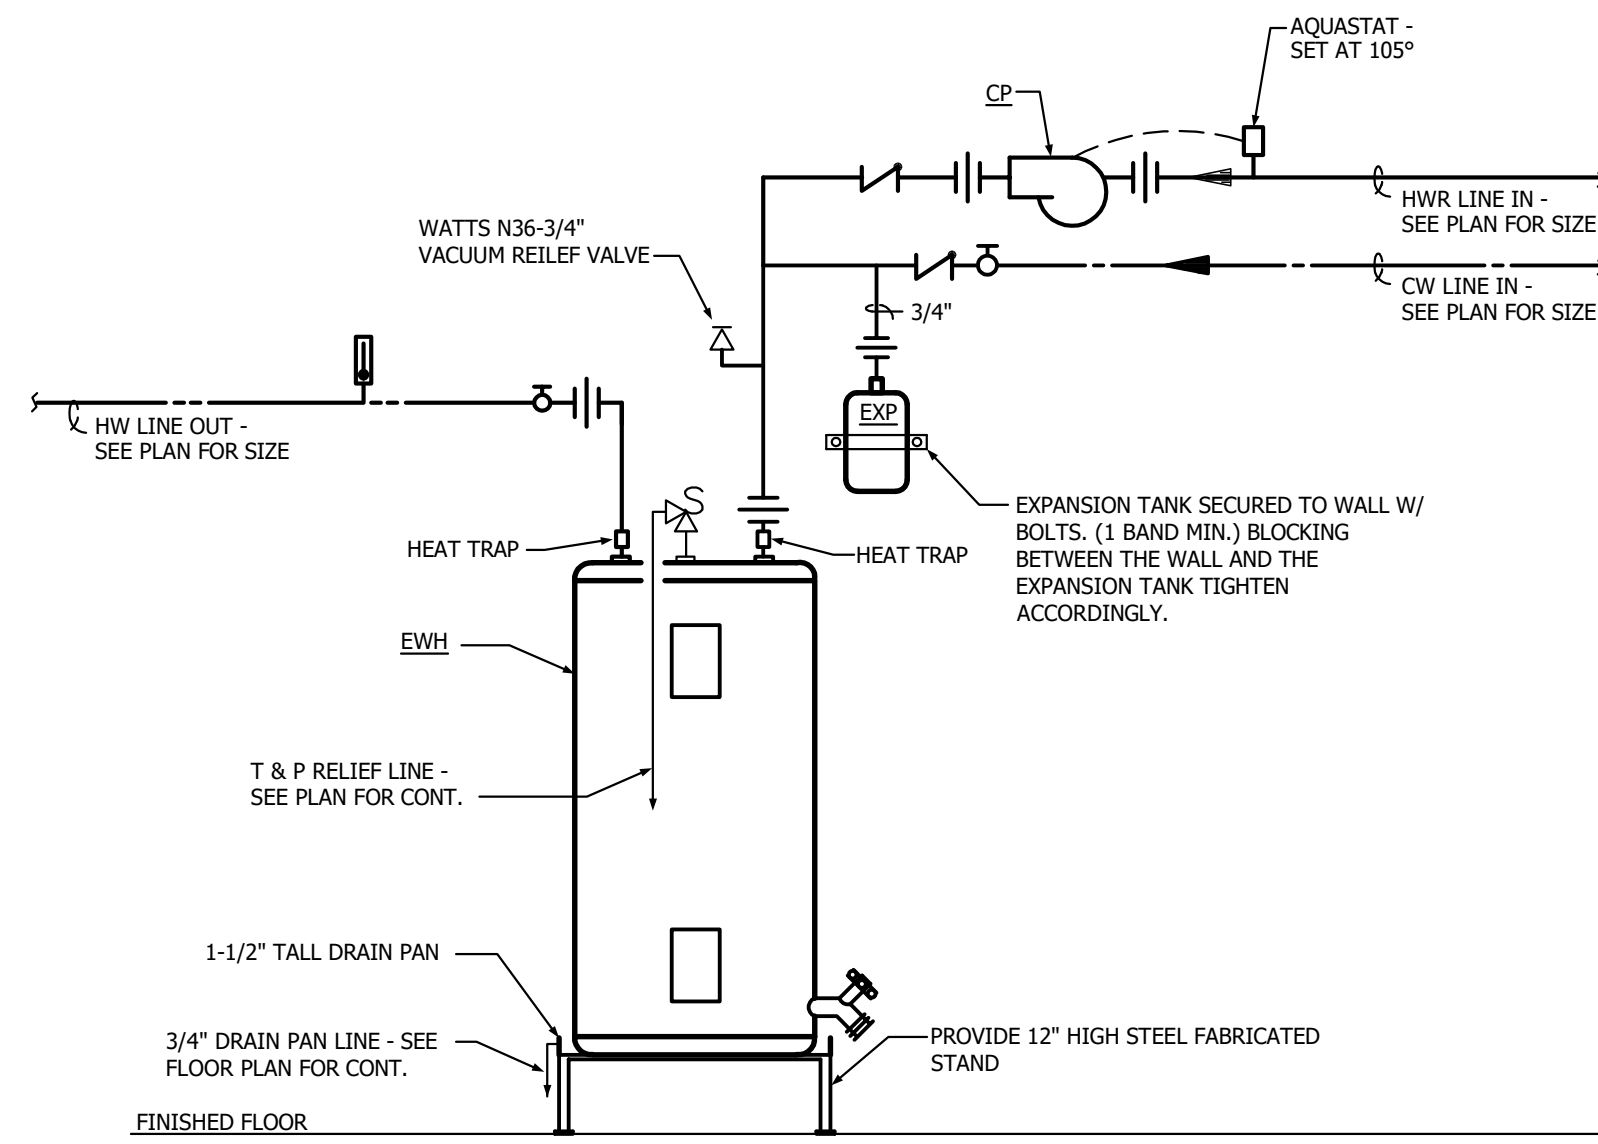 AQUASTAT -
SET AT 105°
CP
HWR LINE IN -
SEE PLAN FOR SIZE
WATTS N36-3/4"
VACUUM REILEF VALVE
CW LINE IN -
SEE PLAN FOR SIZE
3/4"
EXP
HW LINE OUT -
SEE PLAN FOR SIZE
EXPANSION TANK SECURED TO WALL W/
BOLTS. (1 BAND MIN.) BLOCKING
BETWEEN THE WALL AND THE
EXPANSION TANK TIGHTEN
ACCORDINGLY.
HEAT TRAP
HEAT TRAP
EWH
T & P RELIEF LINE -
SEE PLAN FOR CONT.
1-1/2" TALL DRAIN PAN
3/4" DRAIN PAN LINE - SEE
FLOOR PLAN FOR CONT.
PROVIDE 12" HIGH STEEL FABRICATED
STAND
FINISHED FLOOR